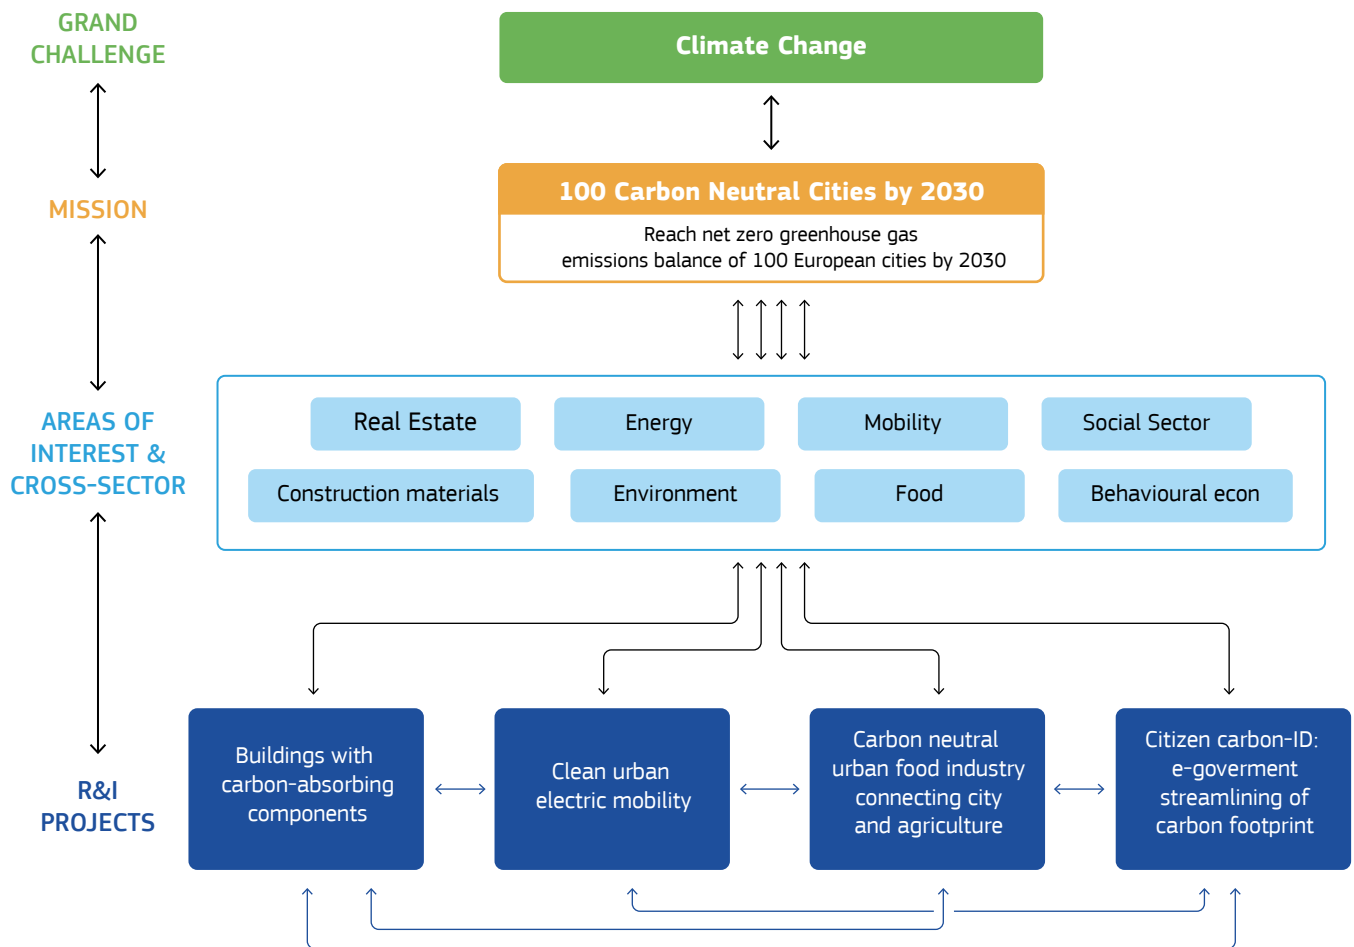 GRAND
CHALLENGE
Climate Change
MISSION
100 Carbon Neutral Cities by 2030
Reach net zero greenhouse gas
emissions balance of 100 European cities by 2030
AREAS OF
INTEREST &
CROSS-SECTOR
Real Estate
Energy
Mobility
Social Sector
Construction materials
Environment
Food
Behavioural econ
R&I
PROJECTS
Buildings with
carbon-absorbing
components
Clean urban
electric mobility
Carbon neutral
urban food industry
connecting city
and agriculture
Citizen carbon-ID:
e-goverment
streamlining of
carbon footprint